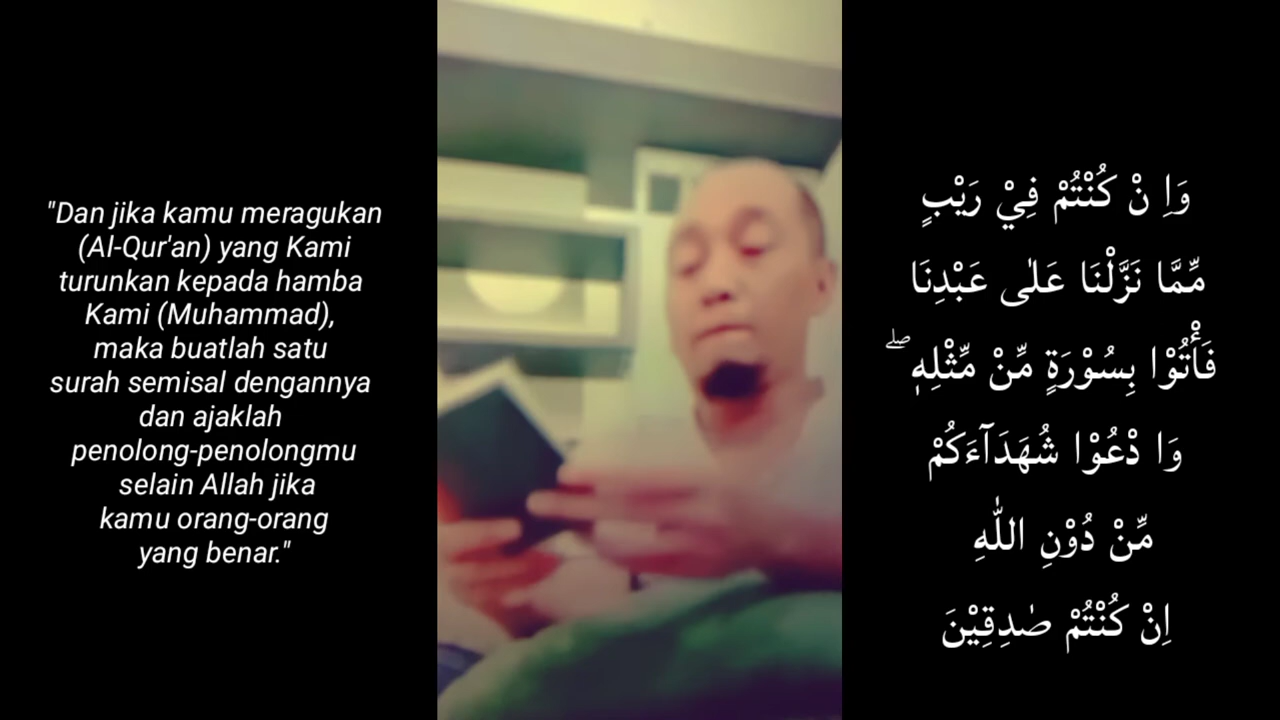 "Dan jika kamu meragukan
(Al-Qur'an) yang Kami
turunkan kepada hamba
Kami (Muhammad),
maka buatlah satu
surah semisal dengannya
dan ajaklah
penolong-penolongmu
selain Allah jika
kamu orang-orang
yang benar."
وَاِ نْ کُنْتُمْ فِيْ رَيْبٍ
مِّمَّا نَزَّلْنَا عَلٰى عَبْدِنَا
فَأْتُوْا بِسُوْرَةٍ مِّنْ مِّثْلِهٖ ۖ
وَا دْعُوْا شُهَدَآءَكُمْ
مِّنْ دُوْنِ اللّٰهِ
اِنْ كُنْتُمْ صٰدِقِيْنَ